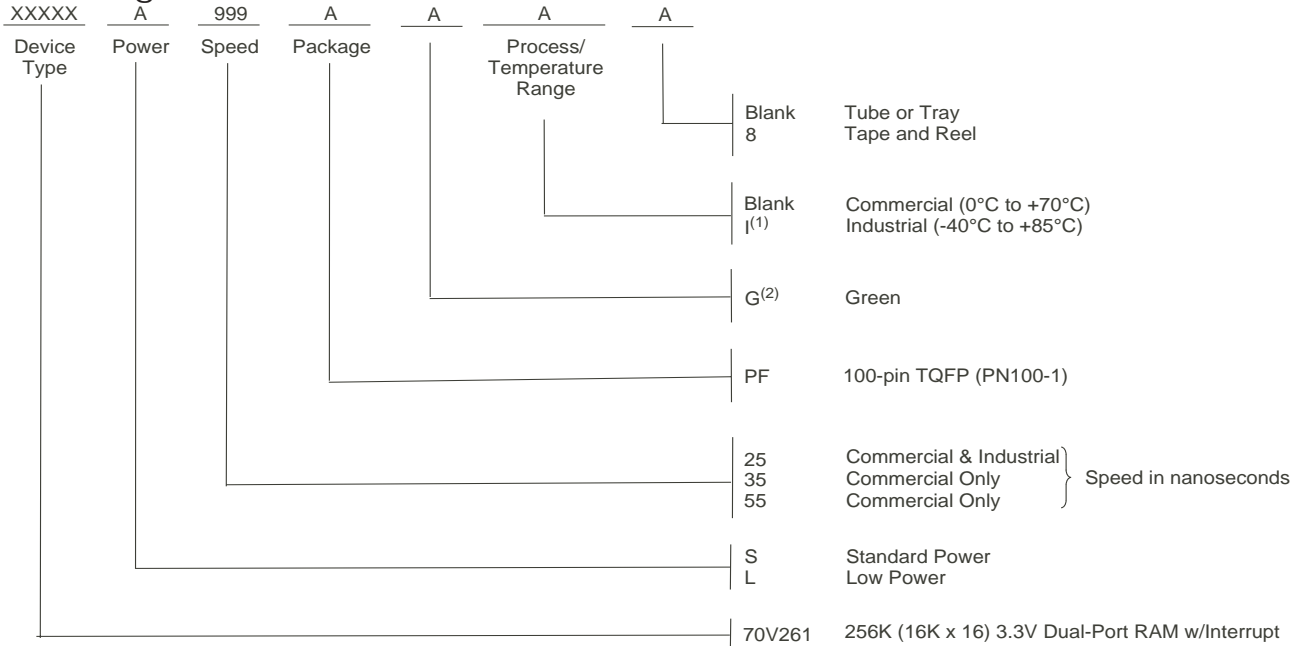 XXXXX A 999 A A A A
Device Type Power Speed Package Process/ Temperature Range
Blank Tube or Tray
8 Tape and Reel
Blank Commercial (0°C to +70°C)
I(1) Industrial (-40°C to +85°C)
G(2) Green
PF 100-pin TQFP (PN100-1)
25 Commercial & Industrial
35 Commercial Only Speed in nanoseconds
55 Commercial Only
S Standard Power
L Low Power
70V261 256K (16K x 16) 3.3V Dual-Port RAM w/Interrupt